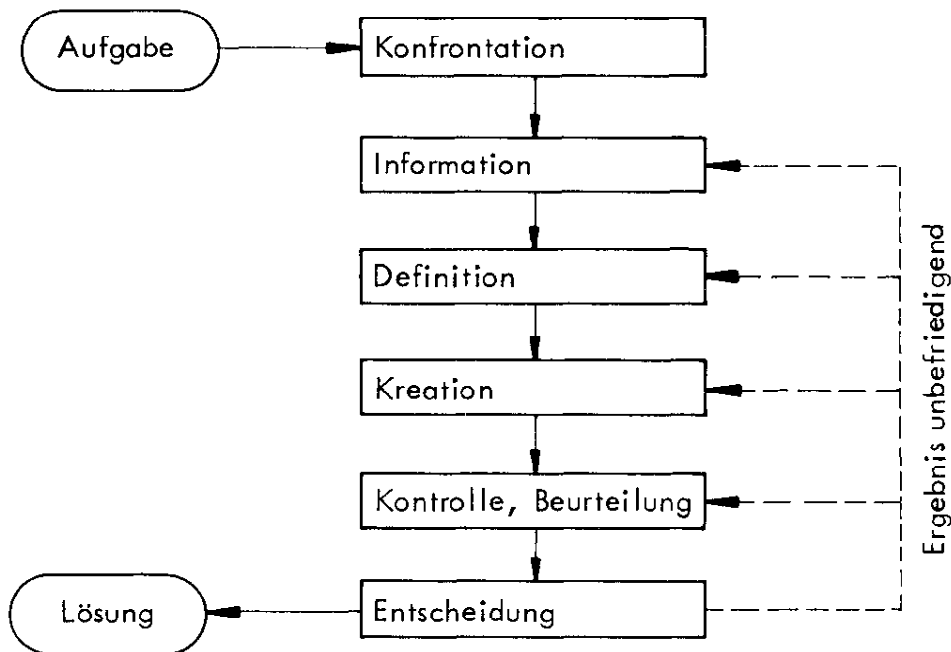 Aufgabe
Konfrontation
Information
Definition
Kreation
Kontrolle, Beurteilung
Entscheidung
Lösung
Ergebnis unbefriedigend